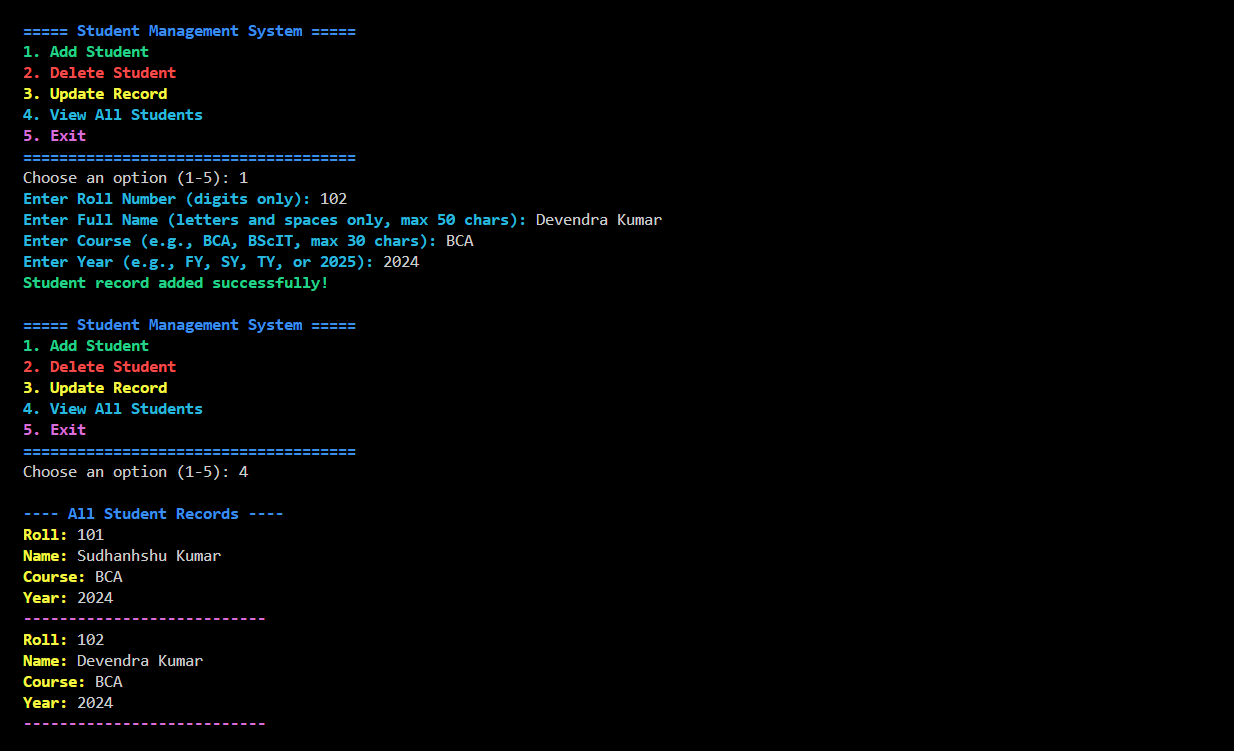 ===== Student Management System =====
1. Add Student
2. Delete Student
3. Update Record
4. View All Students
5. Exit
=====================================
Choose an option (1-5): 1
Enter Roll Number (digits only): 102
Enter Full Name (letters and spaces only, max 50 chars): Devendra Kumar
Enter Course (e.g., BCA, BScIT, max 30 chars): BCA
Enter Year (e.g., FY, SY, TY, or 2025): 2024
Student record added successfully!
===== Student Management System =====
1. Add Student
2. Delete Student
3. Update Record
4. View All Students
5. Exit
=====================================
Choose an option (1-5): 4
---- All Student Records ----
Roll: 101
Name: Sudhanhshu Kumar
Course: BCA
Year: 2024
---------------------------
Roll: 102
Name: Devendra Kumar
Course: BCA
Year: 2024
---------------------------